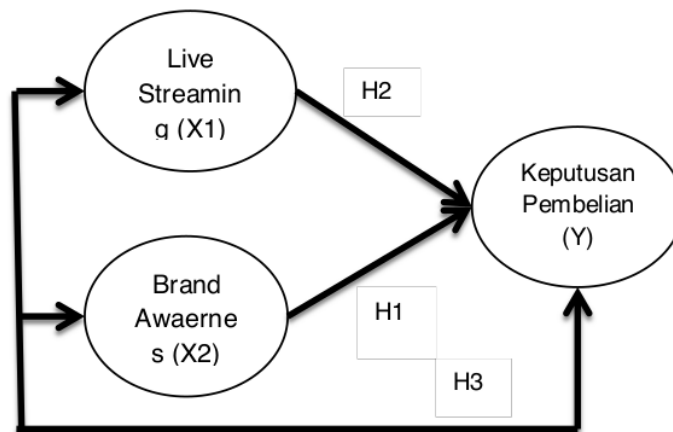 Live
Streamin
g (X1)
H2
Keputusan
Pembelian
(Y)
Brand
Awaerne
s (X2)
H1
H3